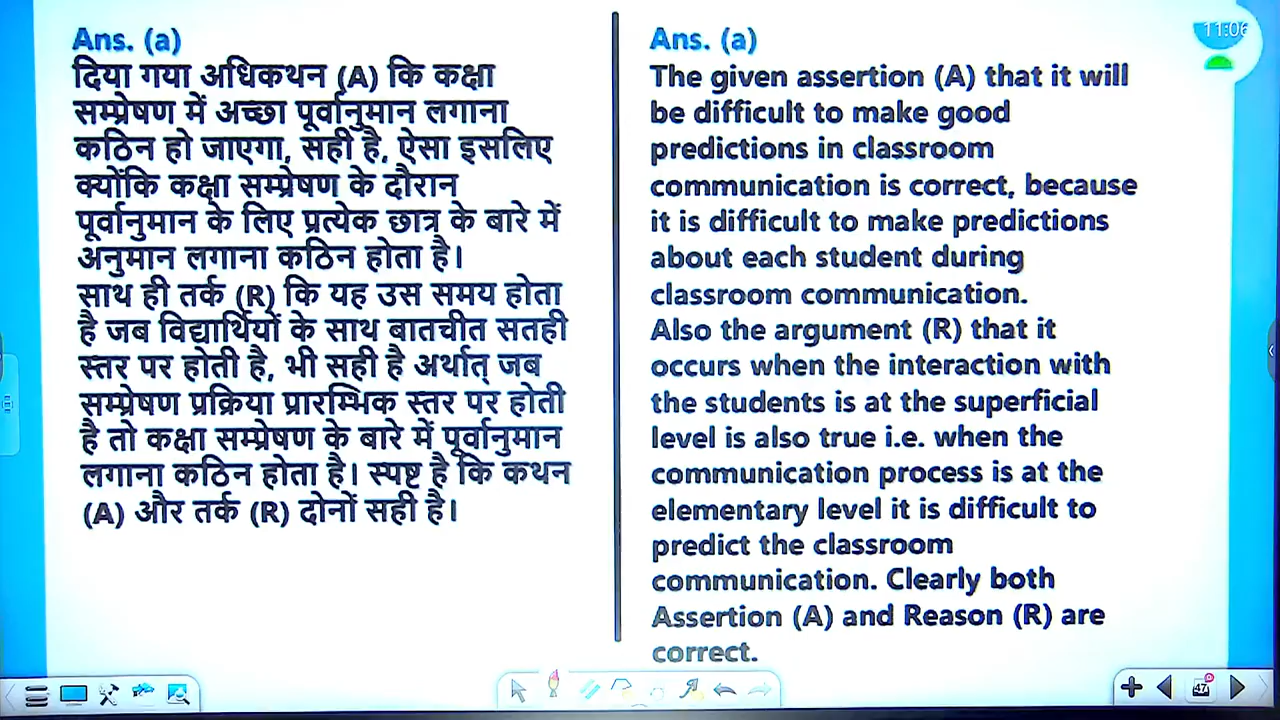 Ans. (a)
दिया गया अधिकथन (A) कि कक्षा
सम्प्रेषण में अच्छा पूर्वानुमान लगाना
कठिन हो जाएगा, सही है, ऐसा इसलिए
क्योंकि कक्षा सम्प्रेषण के दौरान
पूर्वानुमान के लिए प्रत्येक छात्र के बारे में
अनुमान लगाना कठिन होता है।
साथ ही तर्क (R) कि यह उस समय होता
है जब विद्यार्थियों के साथ बातचीत सतही
स्तर पर होती है, भी सही है अर्थात् जब
सम्प्रेषण प्रक्रिया प्रारम्भिक स्तर पर होती
है तो कक्षा सम्प्रेषण के बारे में पूर्वानुमान
लगाना कठिन होता है। स्पष्ट है कि कथन
(A) और तर्क (R) दोनों सही है।
Ans. (a)
The given assertion (A) that it will
be difficult to make good
predictions in classroom
communication is correct, because
it is difficult to make predictions
about each student during
classroom communication.
Also the argument (R) that it
occurs when the interaction with
the students is at the superficial
level is also true i.e. when the
communication process is at the
elementary level it is difficult to
predict the classroom
communication. Clearly both
Assertion (A) and Reason (R) are
correct.
11:06
47